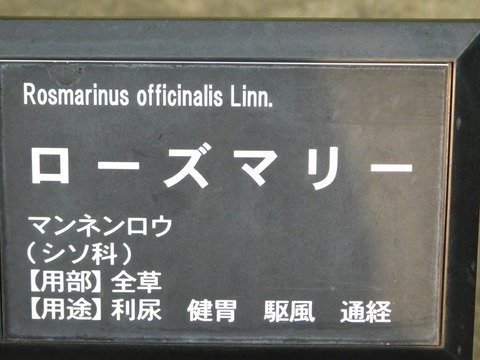 Rosmarinus officinalis Linn.
ローズマリー
マンネンロウ
（シソ科）
【用部】全草
【用途】利尿　健胃　駆風　通経